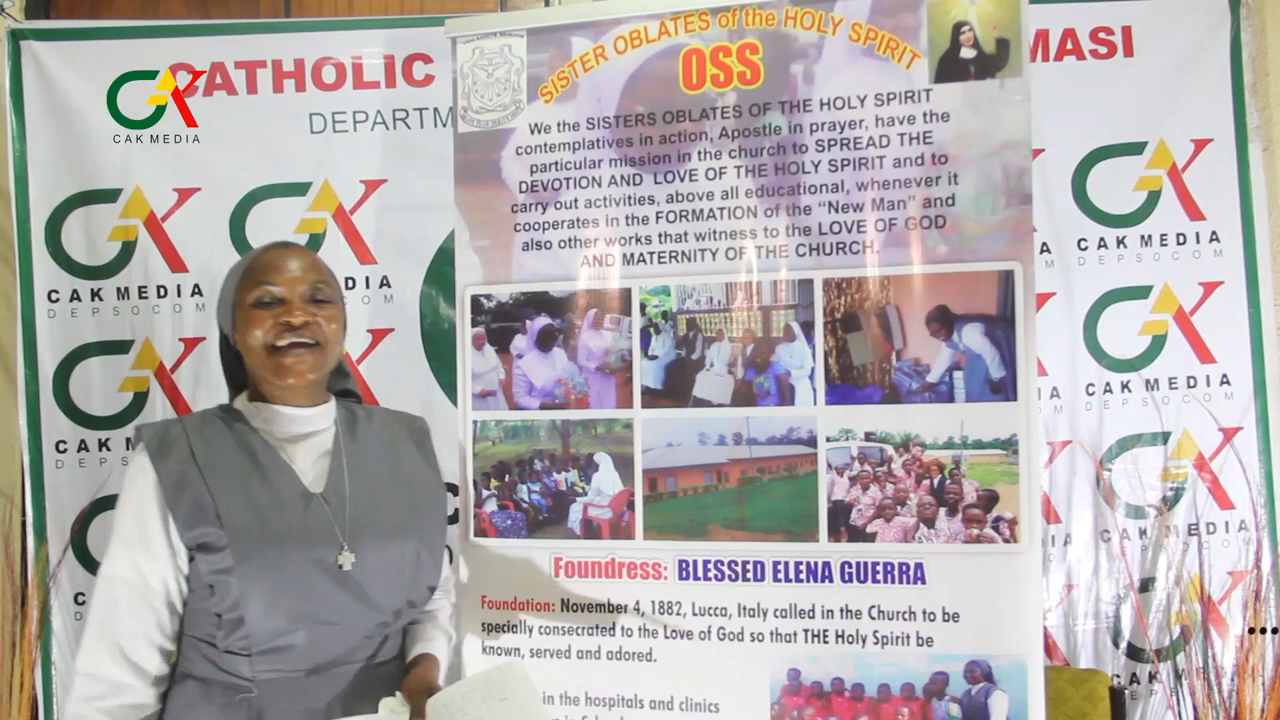 CATHOLIC
MASI
DEPARTM
CAK MEDIA
SISTER OBLATES of the HOLY SPIRIT
OSS
We the SISTERS OBLATES OF THE HOLY SPIRIT
contemplatives in action, Apostle in prayer, have the
particular mission in the church to SPREAD THE
DEVOTION AND LOVE OF THE HOLY SPIRIT and to
carry out activities, above all educational, whenever it
cooperates in the FORMATION of the “New Man” and
also other works that witness to the LOVE OF GOD
AND MATERNITY OF THE CHURCH.
Foundress: BLESSED ELENA GUERRA
Foundation: November 4, 1882, Lucca, Italy called in the Church to be
specially consecrated to the Love of God so that THE Holy Spirit be
known, served and adored.
in the hospitals and clinics
CAK MEDIA
DEPSOCOM
CAK MEDIA
DEPSOCOM
CAK MEDIA
DEPSOCOM
CAK MEDIA
DEPSOCOM